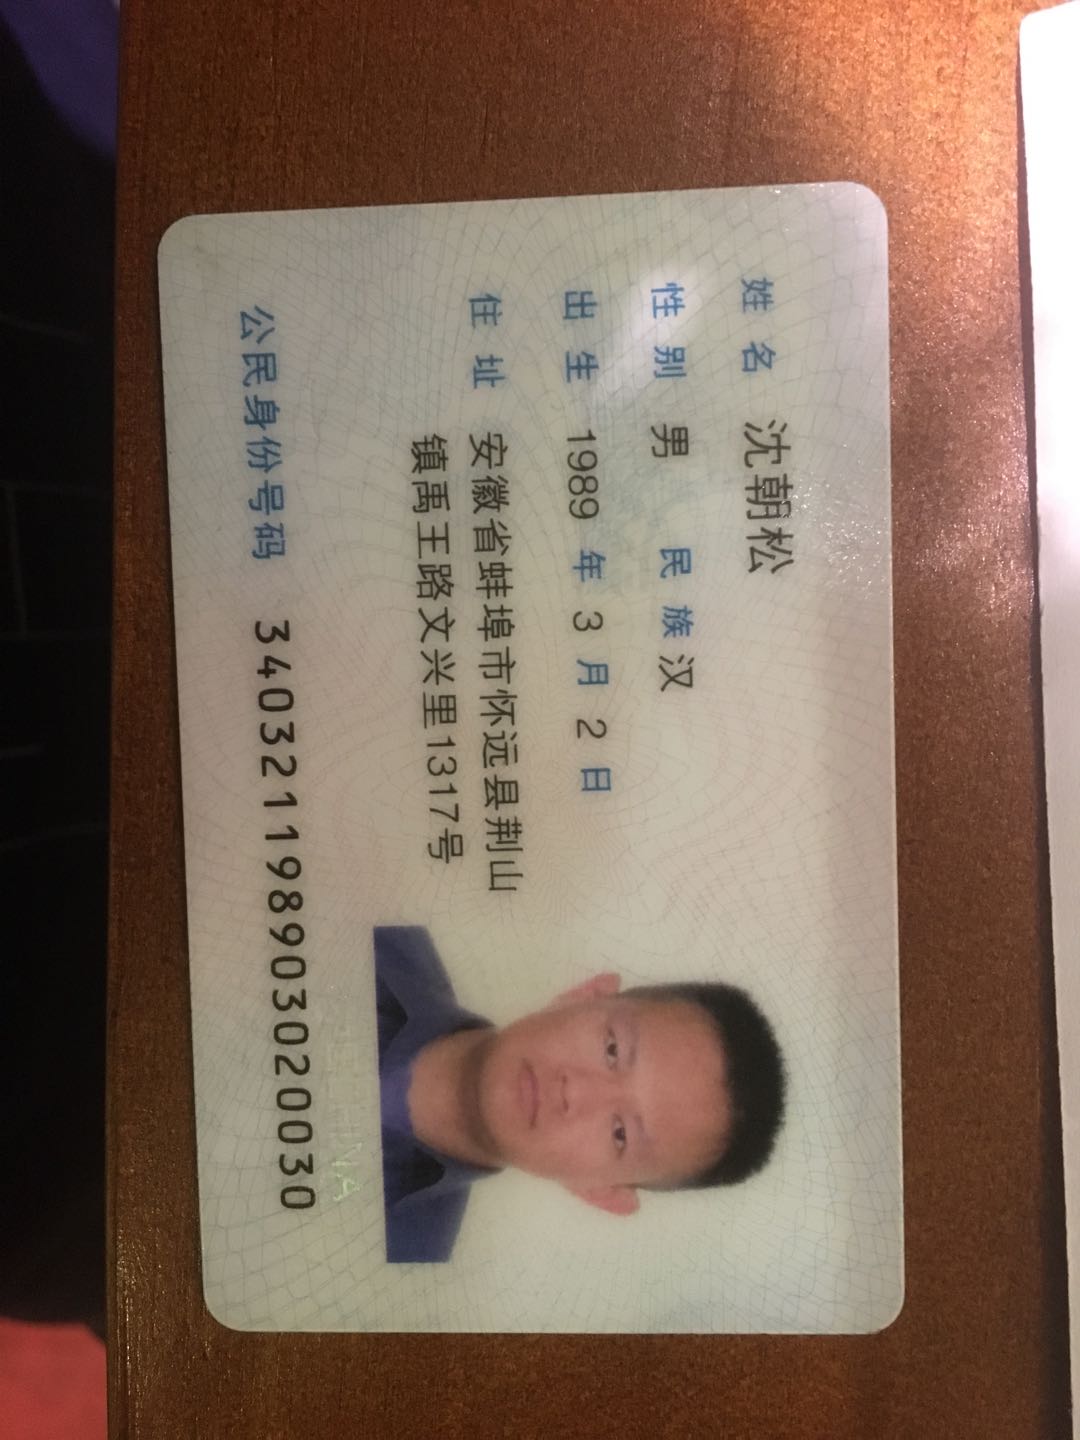 姓名 沈朝松
性别 男 民族 汉
出生 1989 年 3 月 2 日
住址 安徽省蚌埠市怀远县荆山
镇禹王路文兴里1317号
公民身份号码 340321198903020030